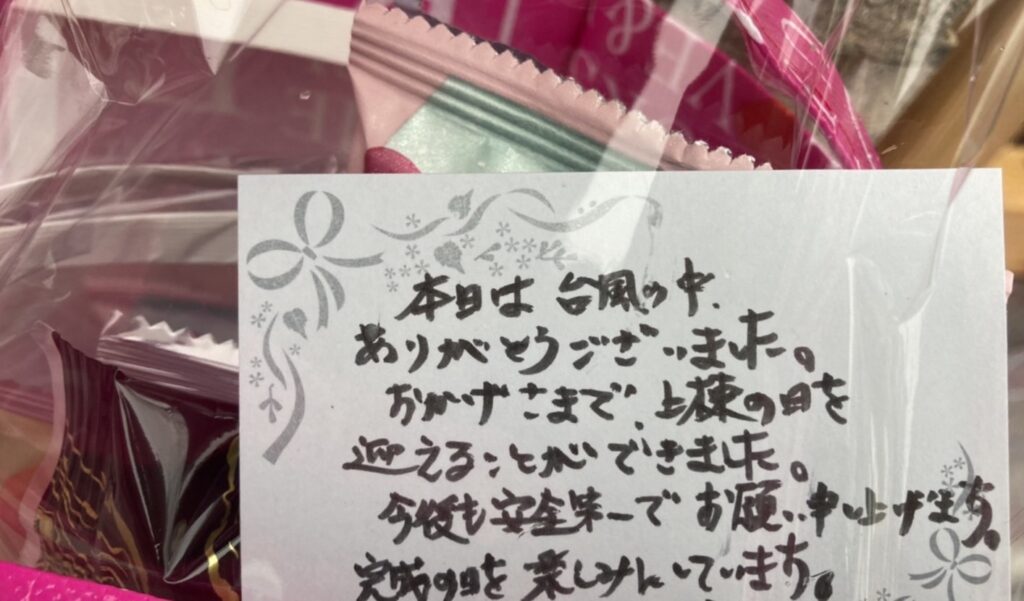 本日は台風の中、
ありがとうございました。
おかげさまで、上棟の日を
迎えることができました。
今後も安全第一でお願い申し上げます。
完成の日を楽しみにしています。